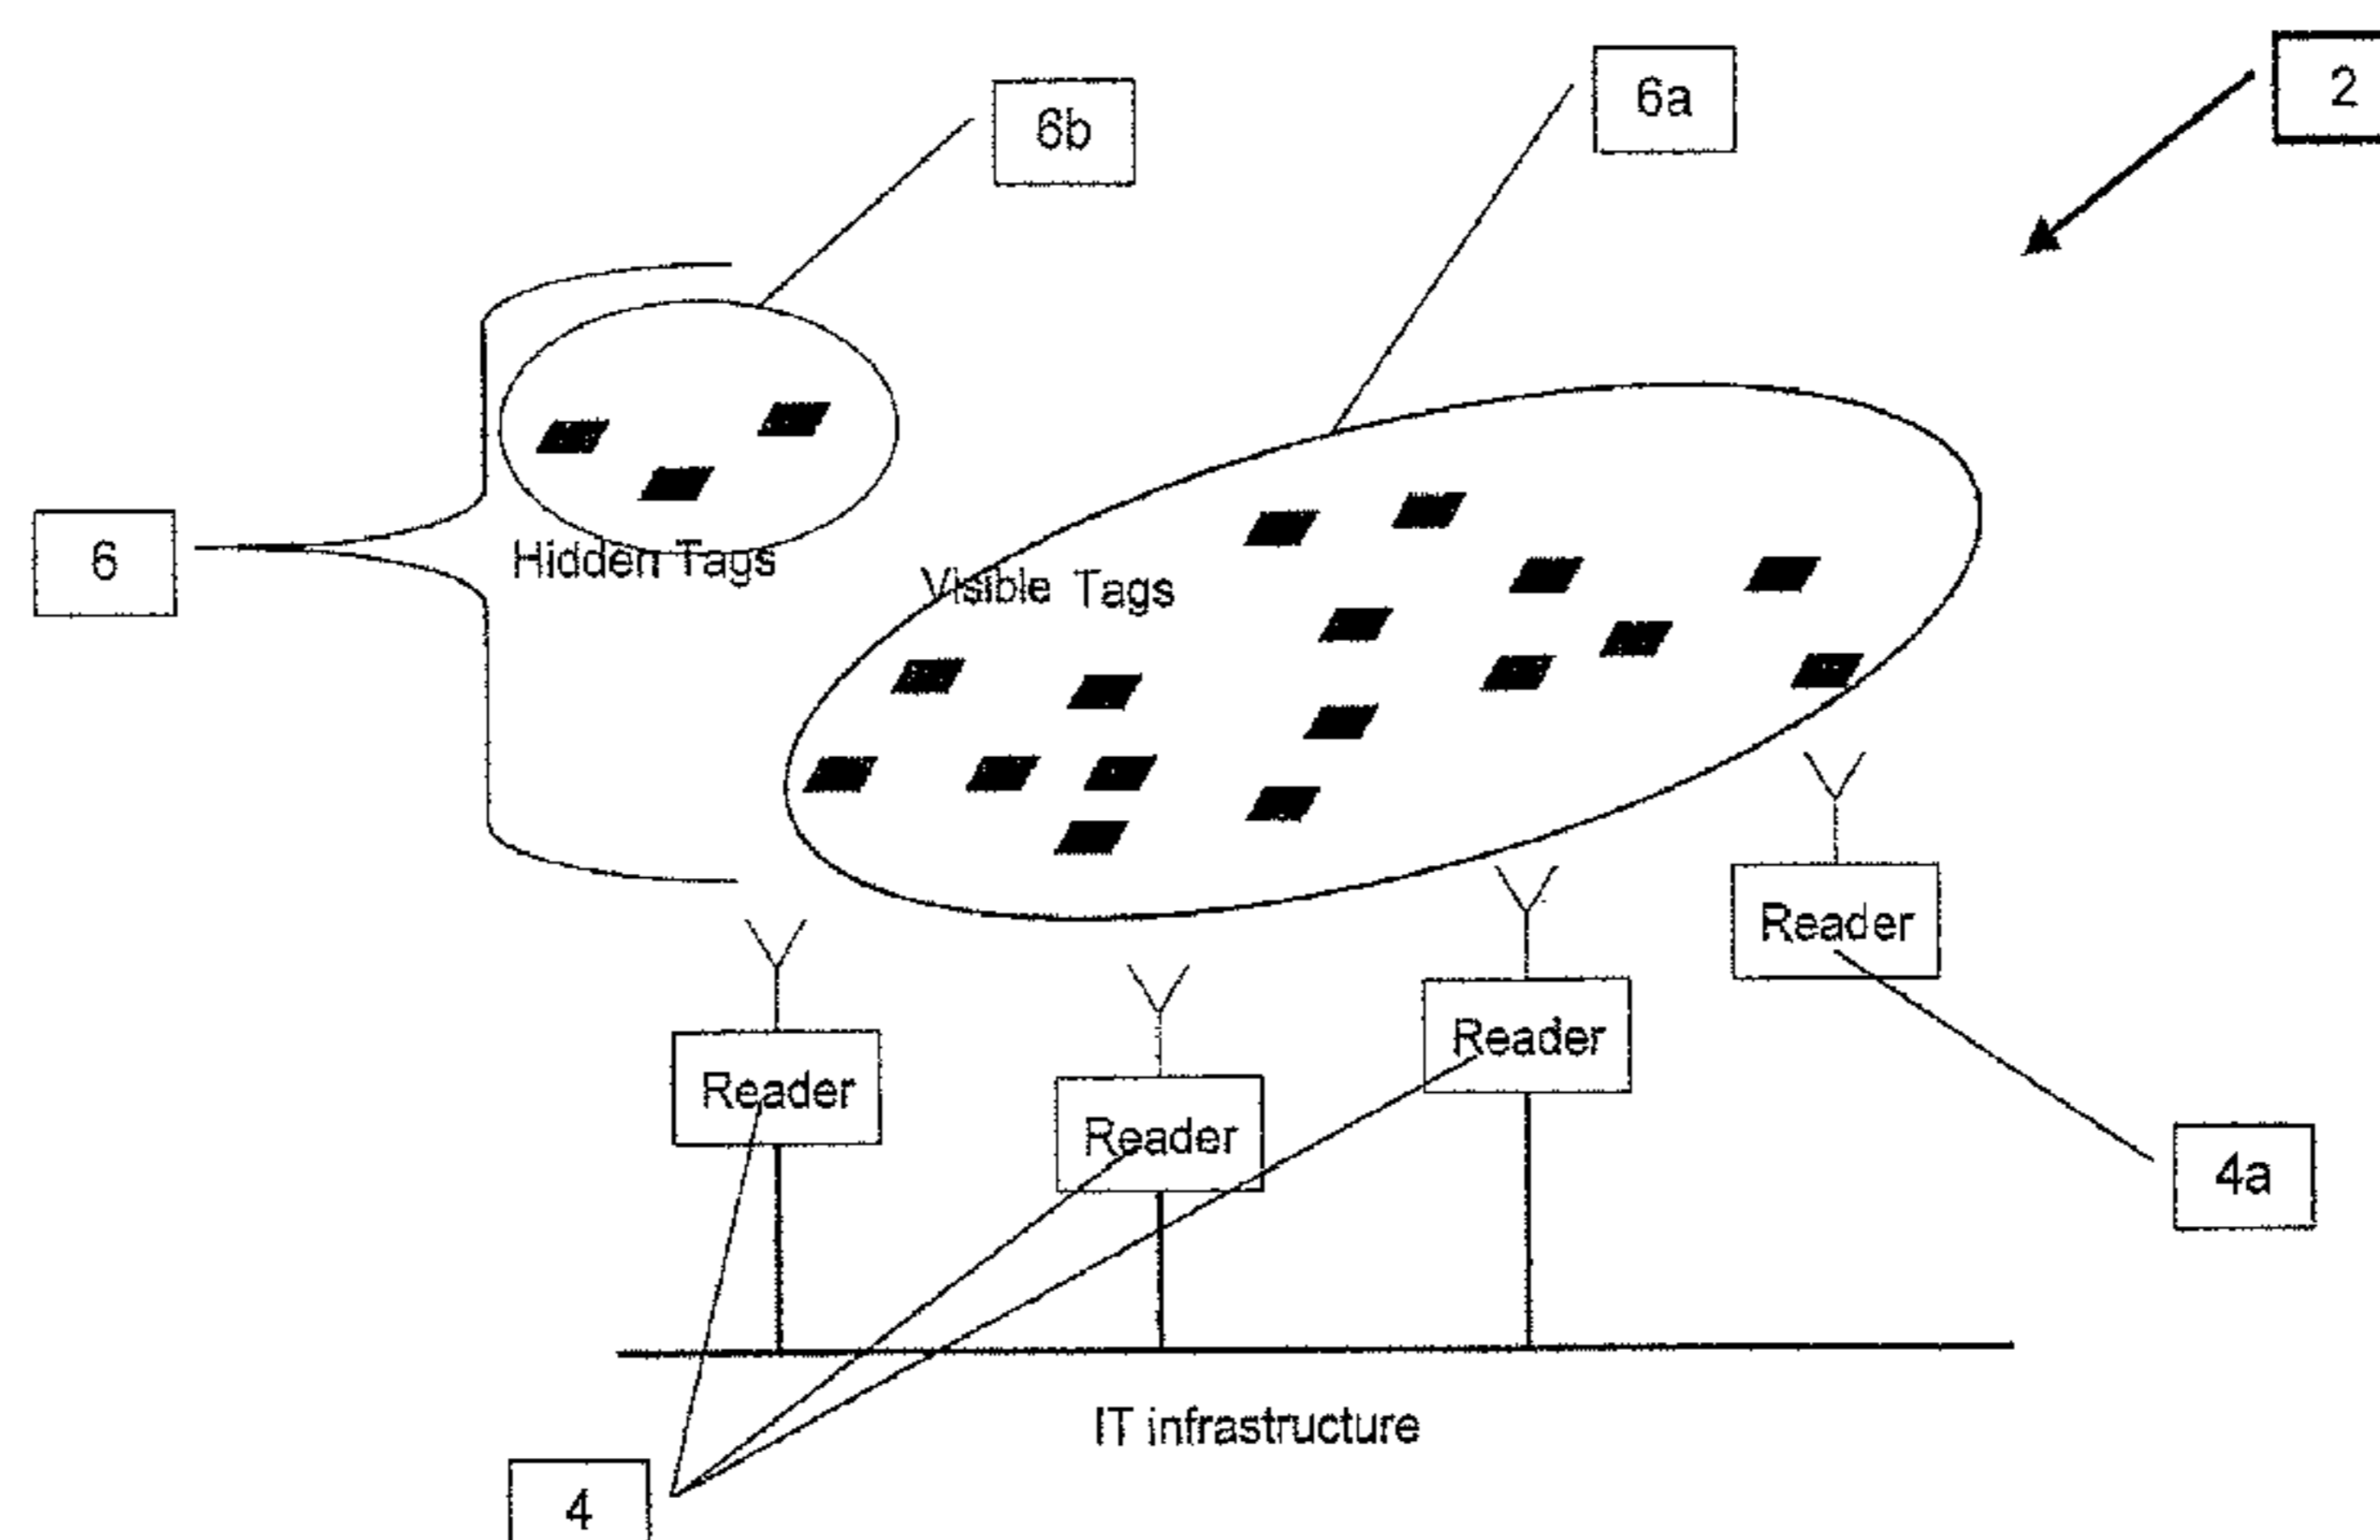 2
6a
6b
6
Hidden Tags
Visible Tags
Reader
Reader
Reader
Reader
4a
IT infrastructure
4